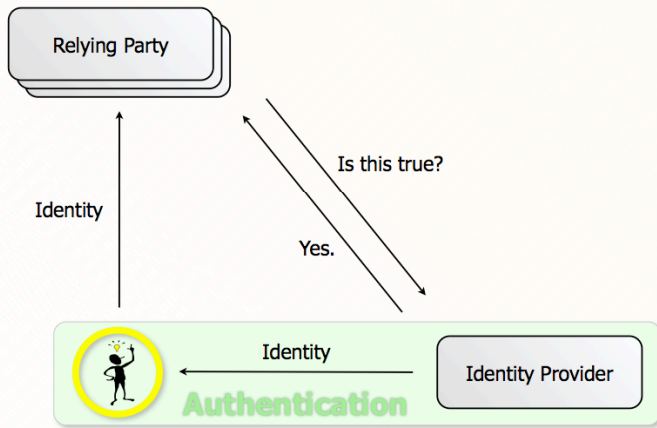 Relying Party
Is this true?
Identity
Yes.
Identity
Identity Provider
Authentication